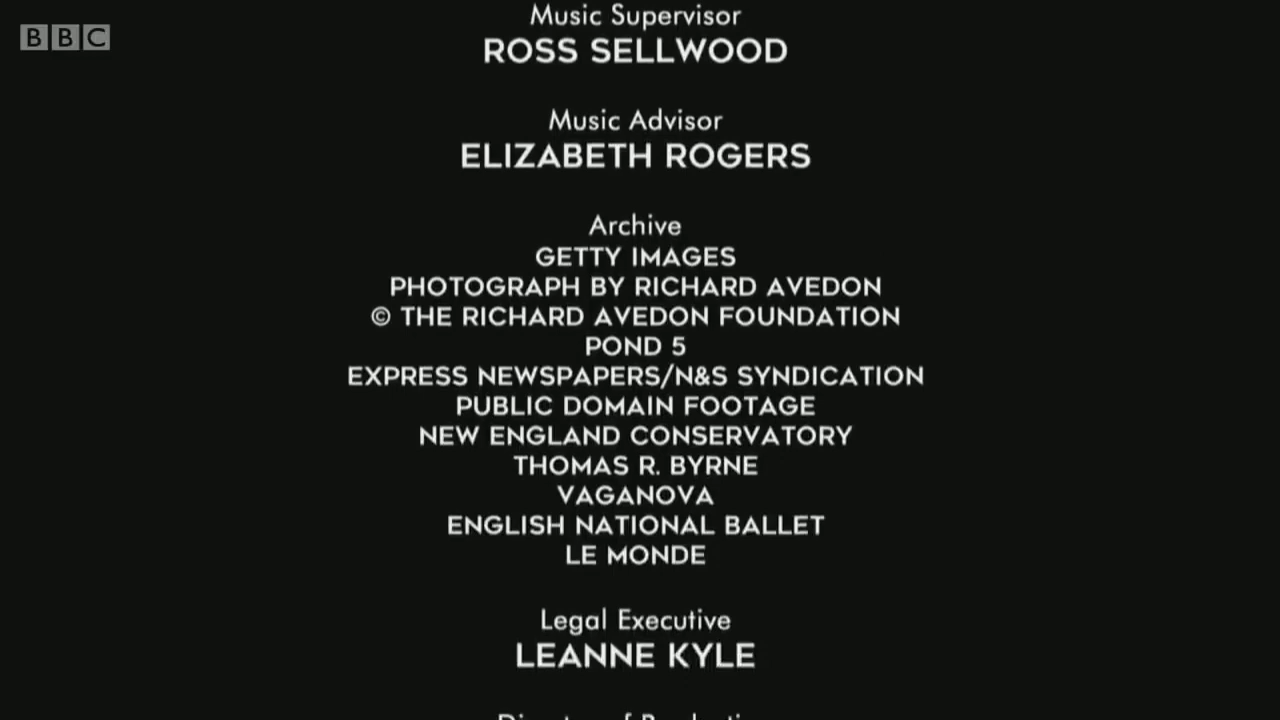 BBC
Music Supervisor
ROSS SELLWOOD
Music Advisor
ELIZABETH ROGERS
Archive
GETTY IMAGES
PHOTOGRAPH BY RICHARD AVEDON
© THE RICHARD AVEDON FOUNDATION
POND 5
EXPRESS NEWSPAPERS/N&S SYNDICATION
PUBLIC DOMAIN FOOTAGE
NEW ENGLAND CONSERVATORY
THOMAS R. BYRNE
VAGANOVA
ENGLISH NATIONAL BALLET
LE MONDE
Legal Executive
LEANNE KYLE